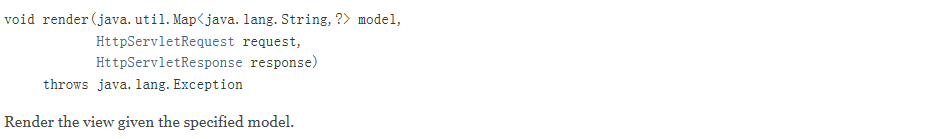 void render(java.util.Map<java.lang.String,?> model,
            HttpServletRequest request,
            HttpServletResponse response)
     throws java.lang.Exception
Render the view given the specified model.